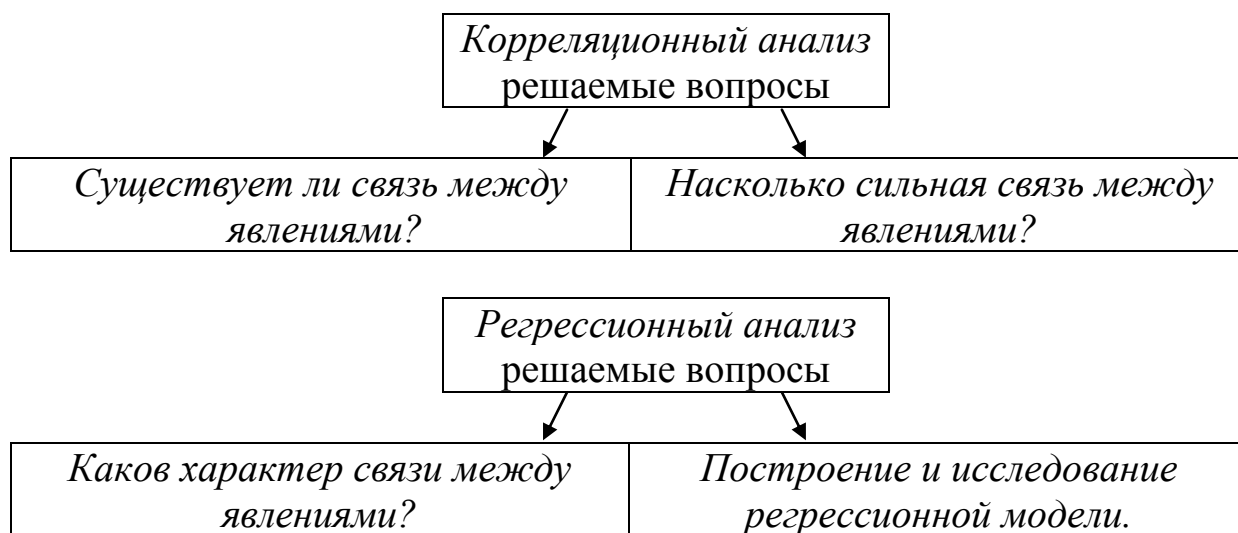 Корреляционный анализ
решаемые вопросы
Существует ли связь между
явлениями?
Насколько сильная связь между
явлениями?
Регрессионный анализ
решаемые вопросы
Каков характер связи между
явлениями?
Построение и исследование
регрессионной модели.